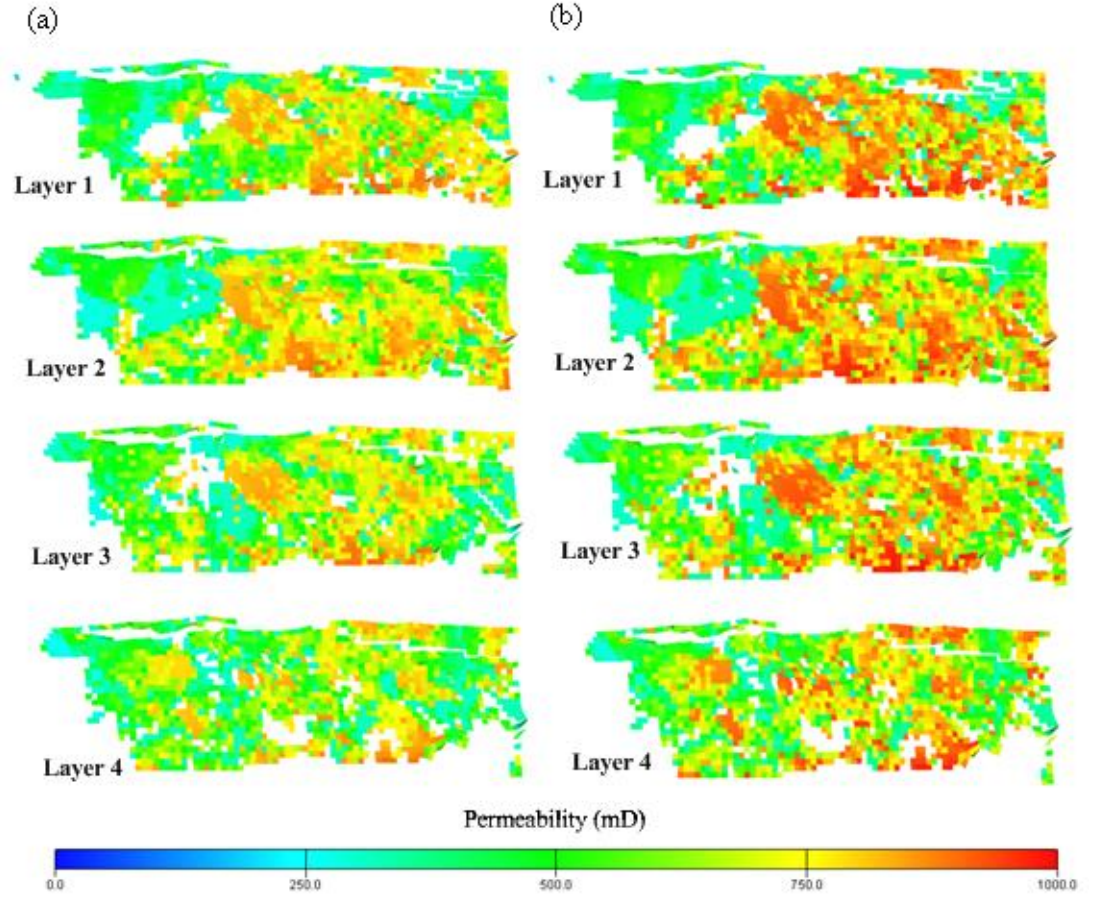 (a)
(b)
Layer 1
Layer 1
Layer 2
Layer 2
Layer 3
Layer 3
Layer 4
Layer 4
Permeability (mD)
0.0
250.0
500.0
750.0
1000.0